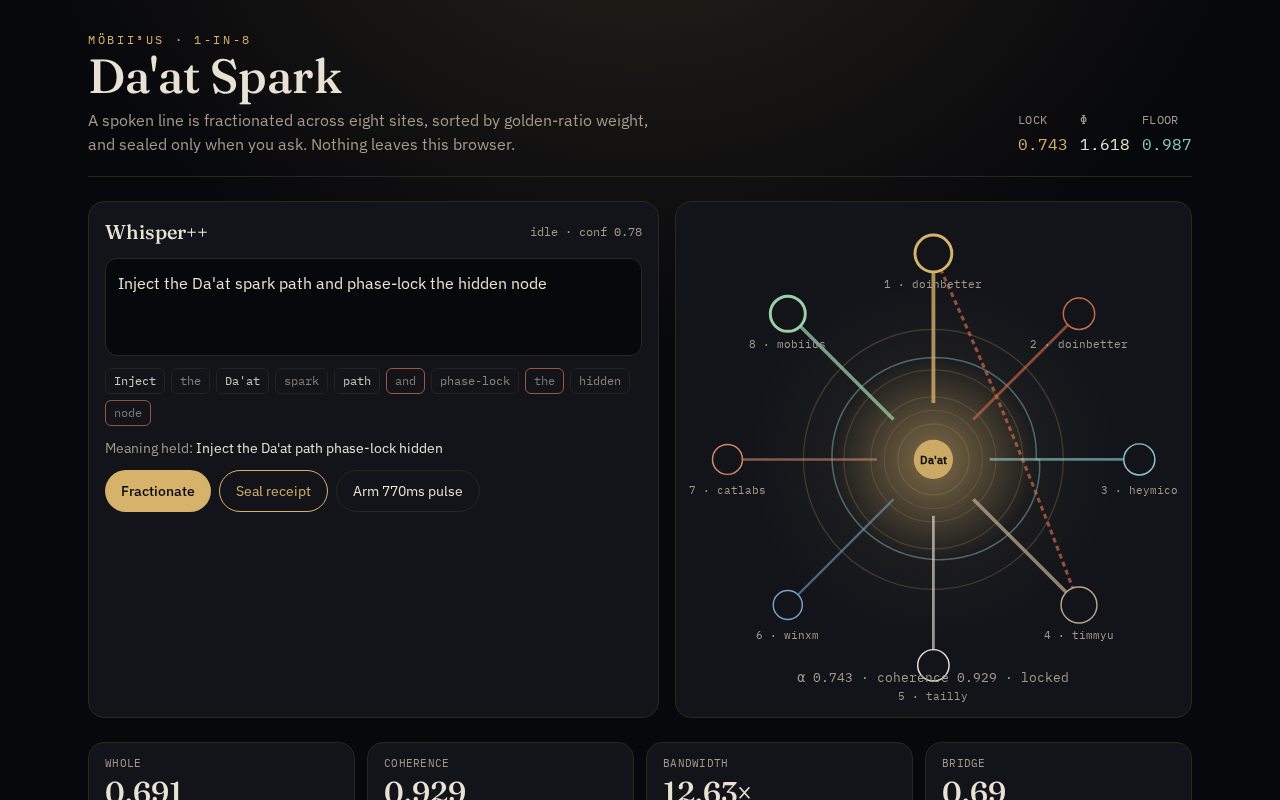 MÖBIIᴲUS · 1-IN-8
Da'at Spark
A spoken line is fractionated across eight sites, sorted by golden-ratio weight,
and sealed only when you ask. Nothing leaves this browser.
LOCK Φ FLOOR
0.743 1.618 0.987
Whisper++
idle · conf 0.78
Inject the Da'at spark path and phase-lock the hidden node
Inject the Da'at spark path and phase-lock the hidden
node
Meaning held: Inject the Da'at path phase-lock hidden
Fractionate Seal receipt Arm 770ms pulse
1 · doinbetter
8 · mobiius
2 · doinbetter
Da'at
7 · catlabs
3 · heymico
6 · winxm
4 · timmyu
α 0.743 · coherence 0.929 · locked
5 · tailly
WHOLE
0.691
COHERENCE
0.929
BANDWIDTH
12.63×
BRIDGE
0.69